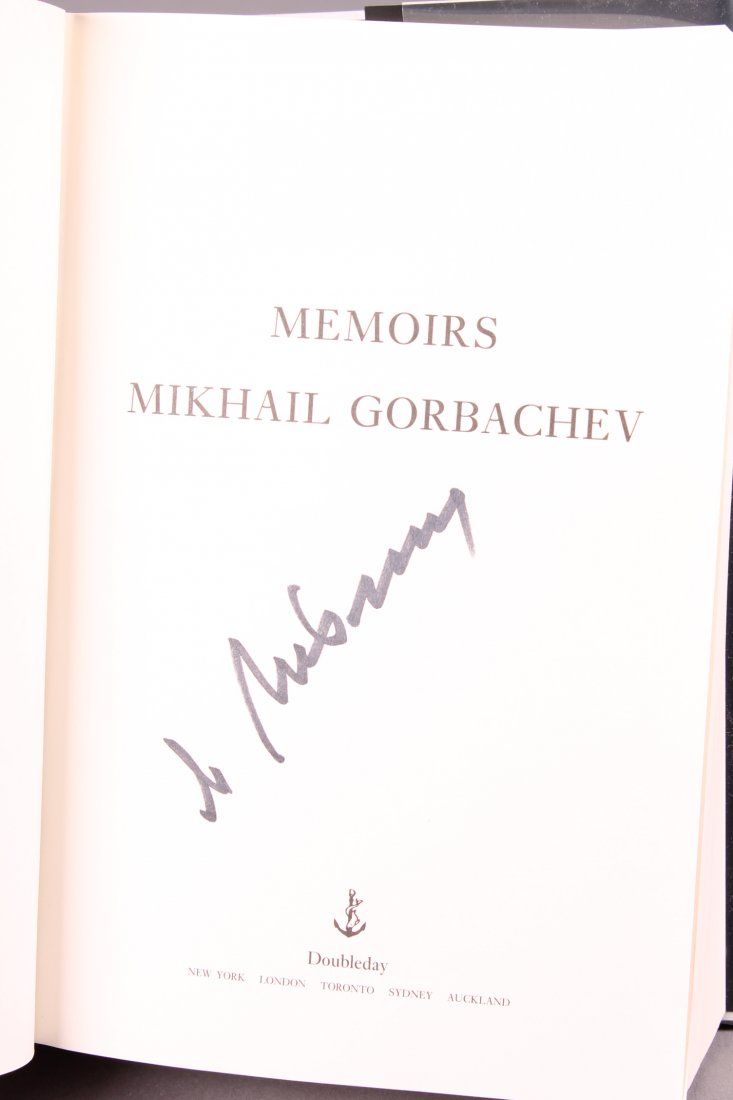 MEMOIRS
MIKHAIL GORBACHEV
Doubleday
NEW YORK LONDON TORONTO SYDNEY AUCKLAND